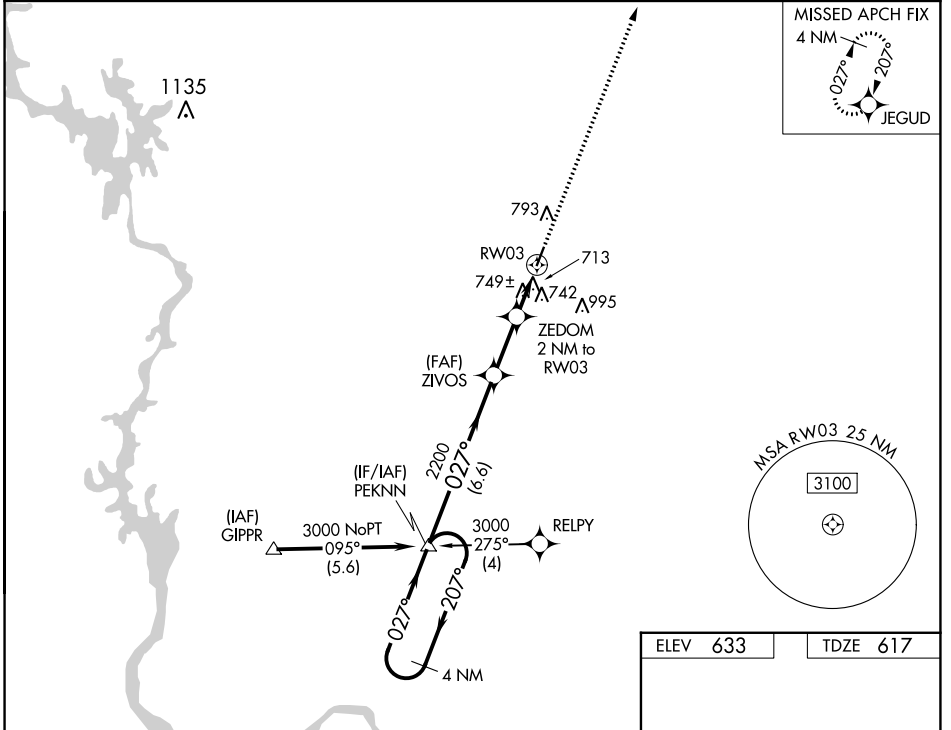 MISSED APCH FIX
4 NM
027°
207°
JEGUD
1135
793
RW03
713
749±
742
995
ZEDOM
2 NM to
RW03
(FAF)
ZIVOS
2200
027°
(6.6)
(IF/IAF)
PEKNN
(IAF)
GIPPR
3000 NoPT
095°
(5.6)
3000
275°
(4)
RELPY
027°
207°
4 NM
MSA RW03 25 NM
3100
ELEV 633
TDZE 617